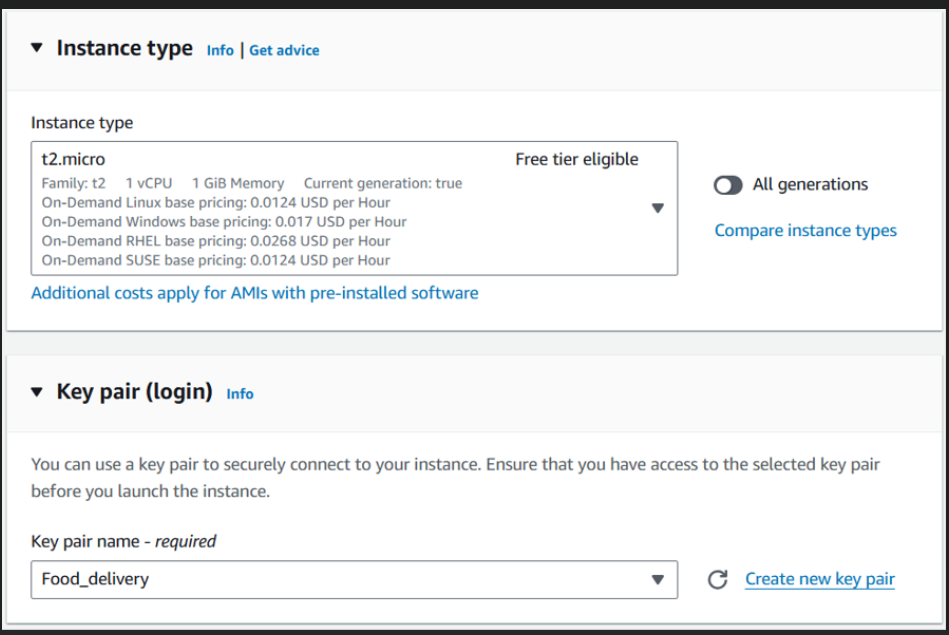 Instance type Info | Get advice
Instance type
t2.micro Free tier eligible
Family: t2 1 vCPU 1 GiB Memory Current generation: true
On-Demand Linux base pricing: 0.0124 USD per Hour
On-Demand Windows base pricing: 0.017 USD per Hour
On-Demand RHEL base pricing: 0.0268 USD per Hour
On-Demand SUSE base pricing: 0.0124 USD per Hour
All generations
Compare instance types
Additional costs apply for AMIs with pre-installed software
Key pair (login) Info
You can use a key pair to securely connect to your instance. Ensure that you have access to the selected key pair
before you launch the instance.
Key pair name - required
Food_delivery
Create new key pair